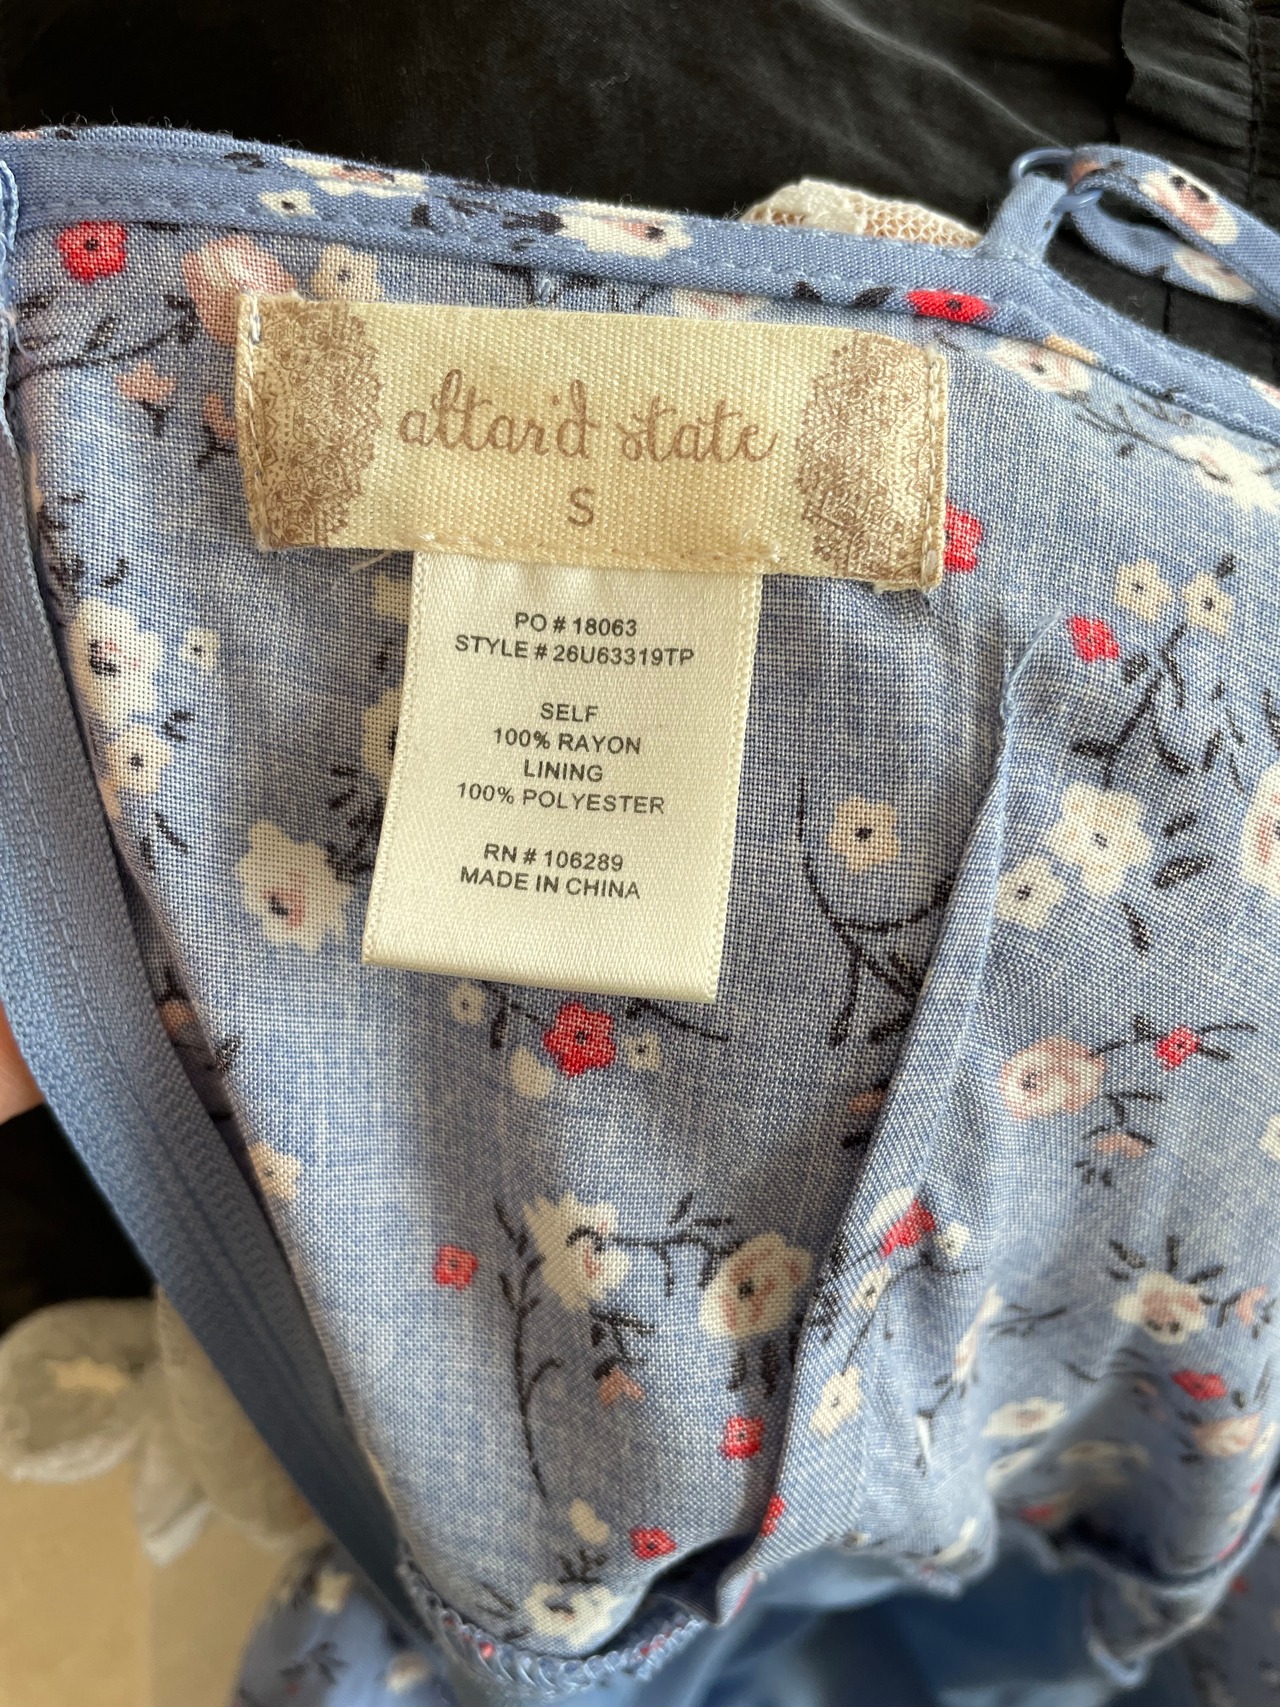 altar'd state
S
PO # 18063
STYLE # 26U63319TP
SELF
100% RAYON
LINING
100% POLYESTER
RN # 106289
MADE IN CHINA